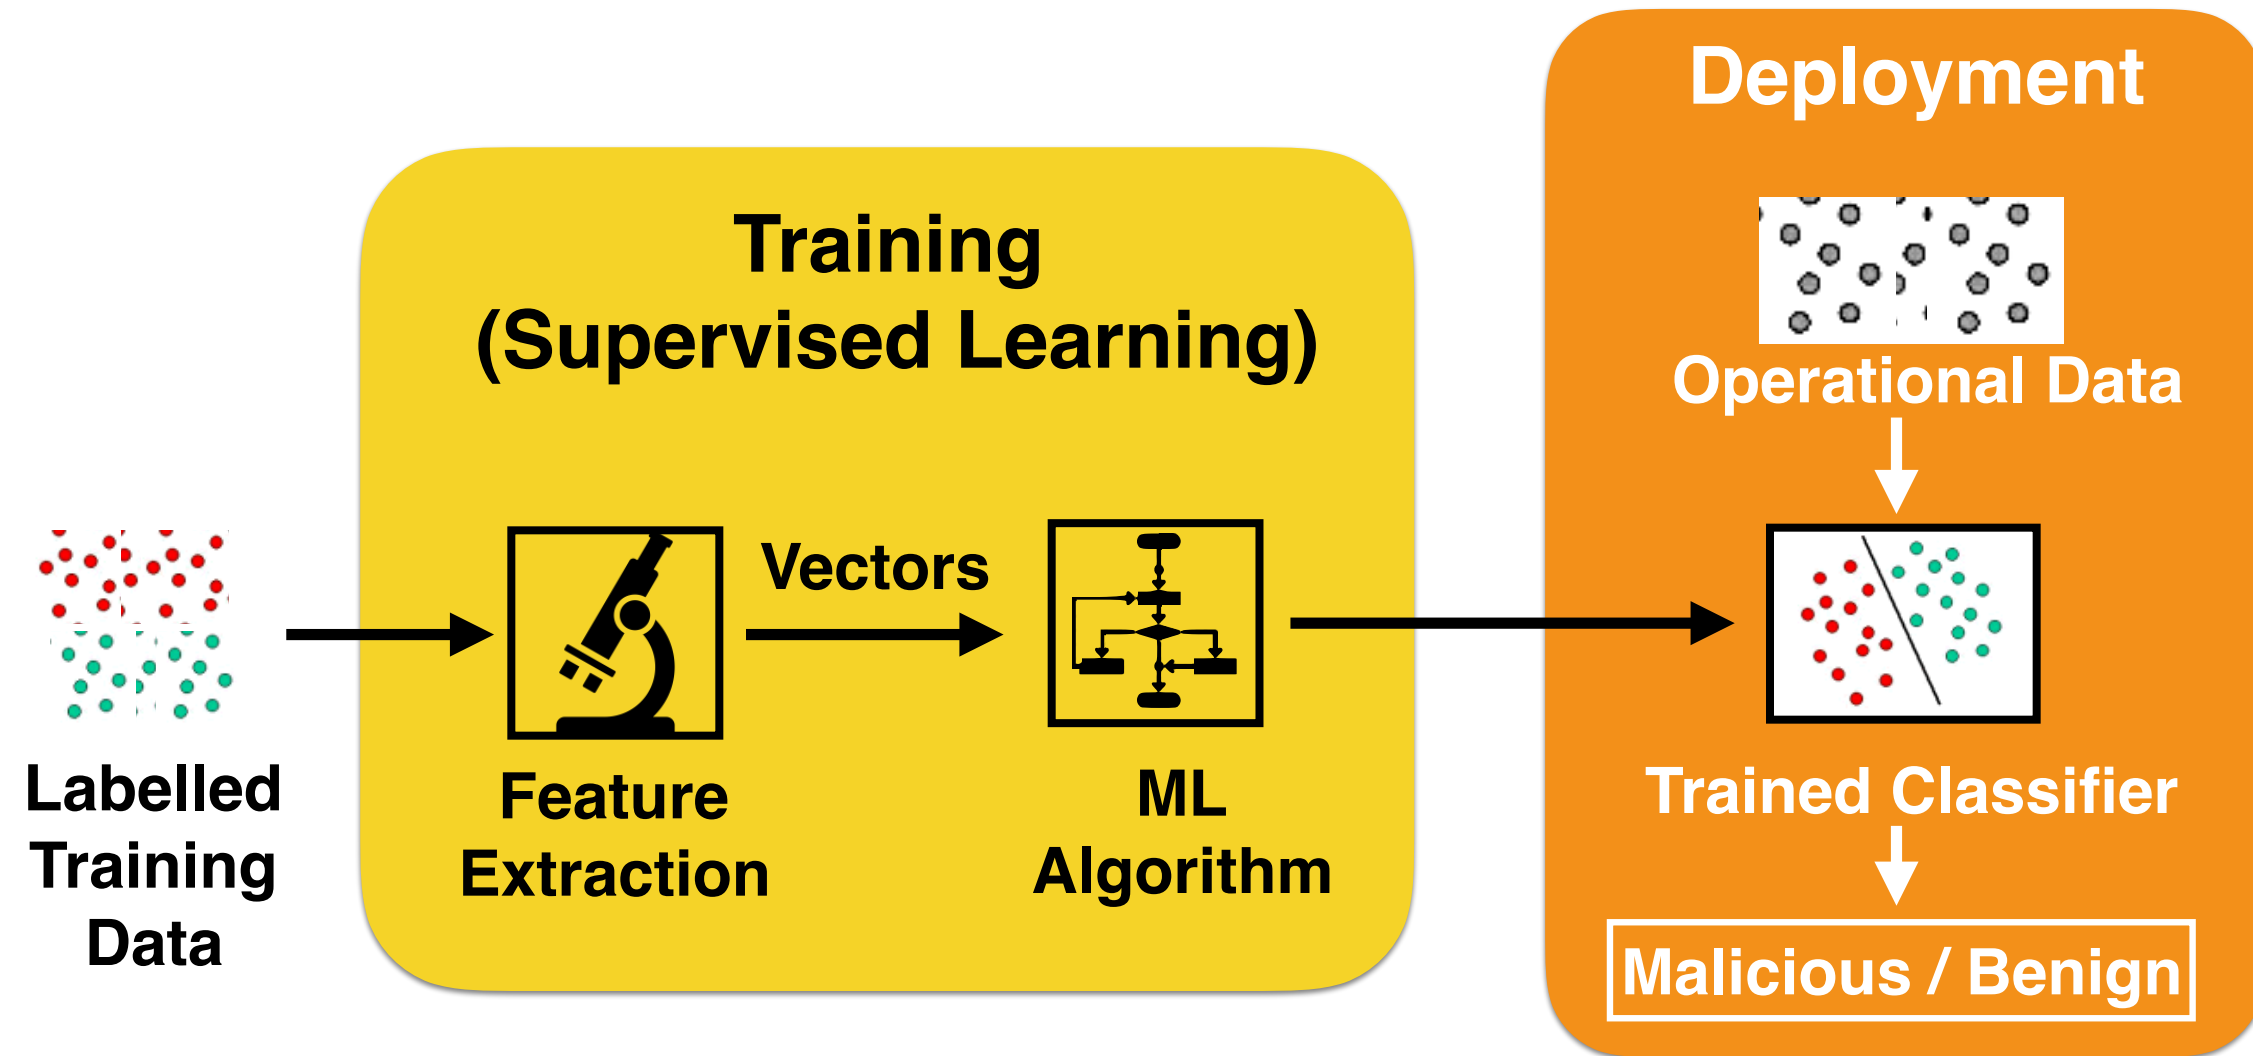 Training
(Supervised Learning)
Labelled
Training
Data
Feature
Extraction
Vectors
ML
Algorithm
Deployment
Operational Data
Trained Classifier
Malicious / Benign